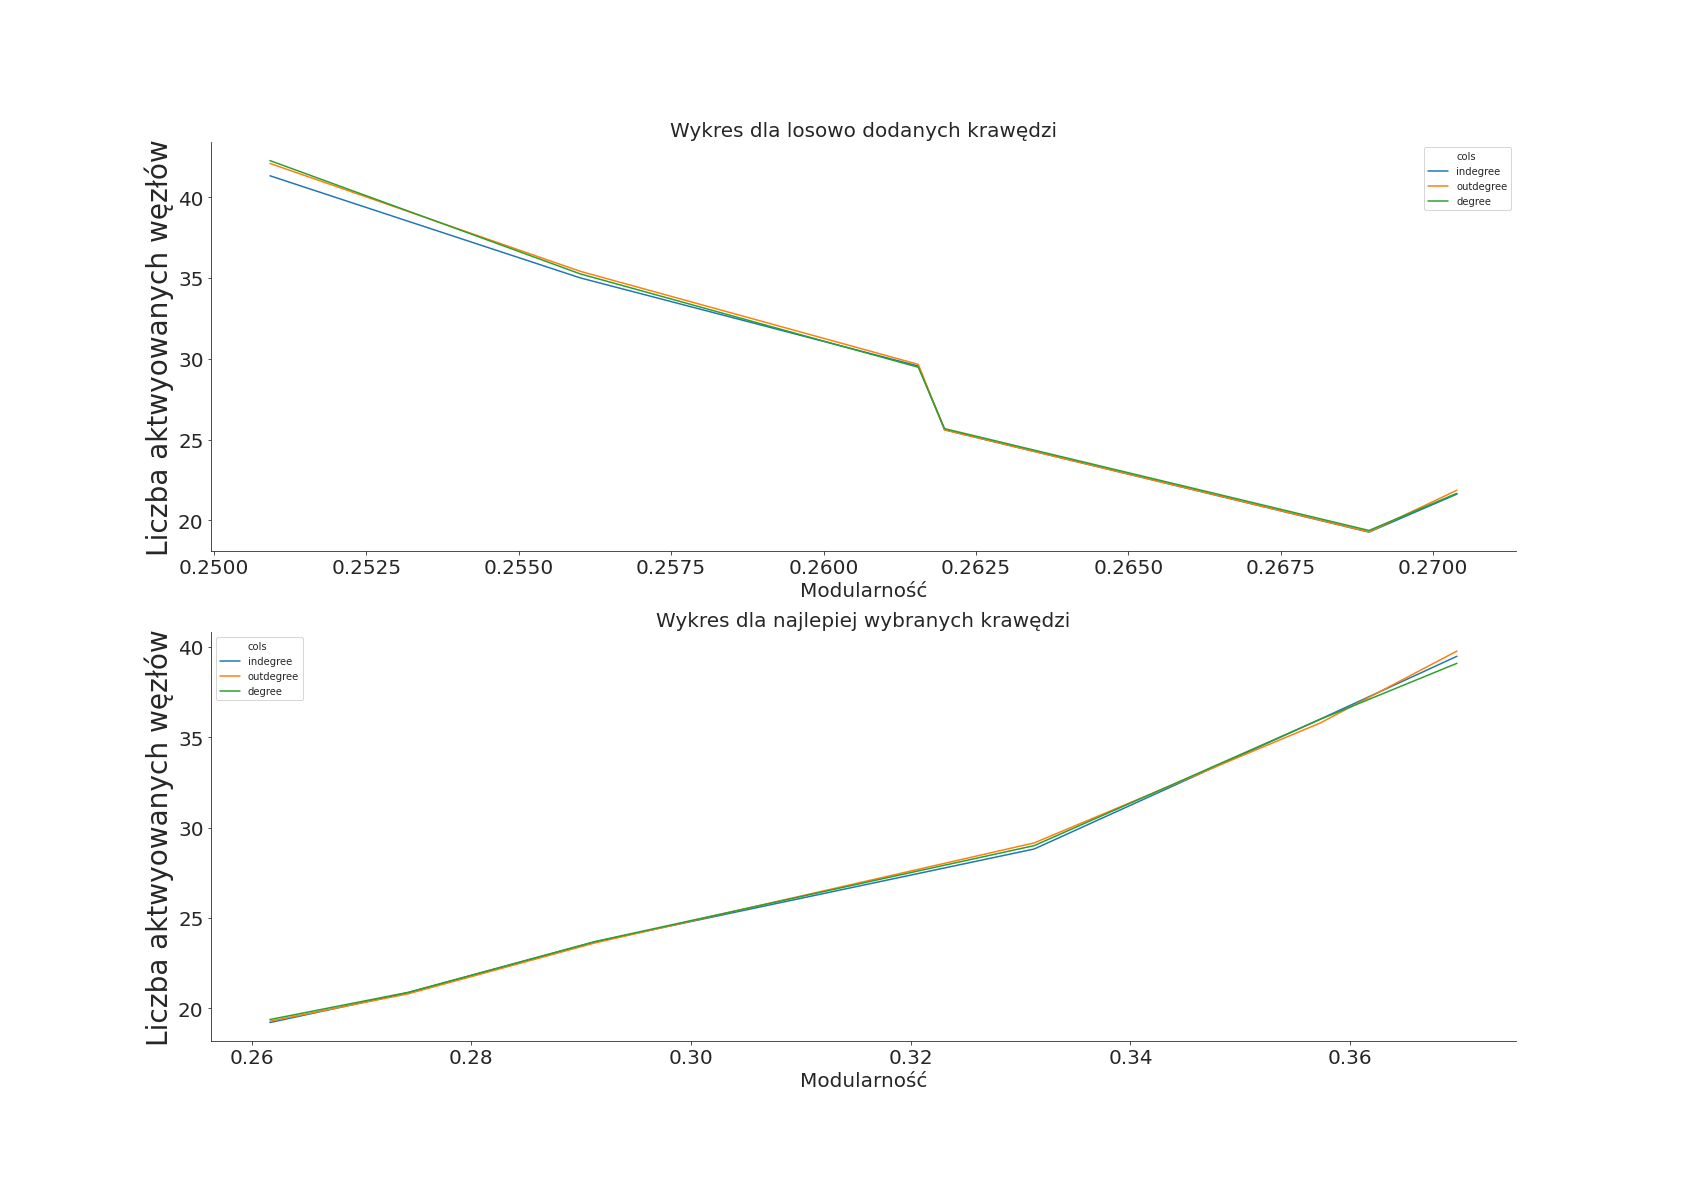 Wykres dla losowo dodanych krawędzi
Liczba aktwyowanych węzłów
40
35
30
25
20
cols
indegree
outdegree
degree
0.2500 0.2525 0.2550 0.2575 0.2600 0.2625 0.2650 0.2675 0.2700
Modularność
Wykres dla najlepiej wybranych krawędzi
Liczba aktwyowanych węzłów
40
35
30
25
20
cols
indegree
outdegree
degree
0.26 0.28 0.30 0.32 0.34 0.36
Modularność